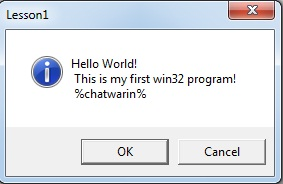 Lesson1
Hello World!
This is my first win32 program!
%chatwarin%
OK
Cancel